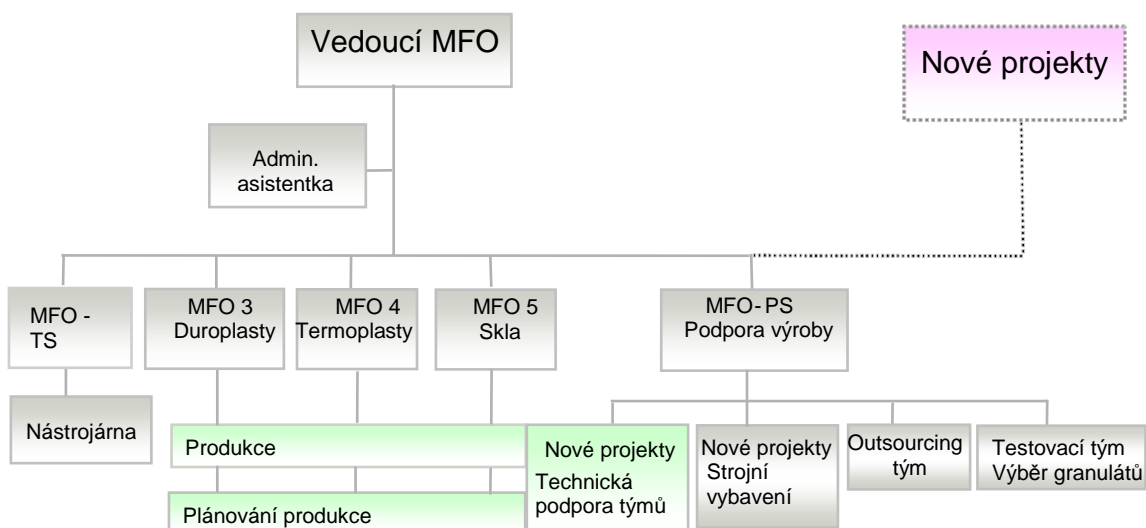 Vedoucí MFO
Nové projekty
Admin.
asistentka
MFO -
TS
MFO 3
Duroplasty
MFO 4
Termoplasty
MFO 5
Skla
MFO-PS
Podpora výroby
Nástrojárna
Produkce
Plánování produkce
Nové projekty
Technická
podpora týmů
Nové projekty
Strojní
vybavení
Outsourcing
tým
Testovací tým
Výběr granulátů